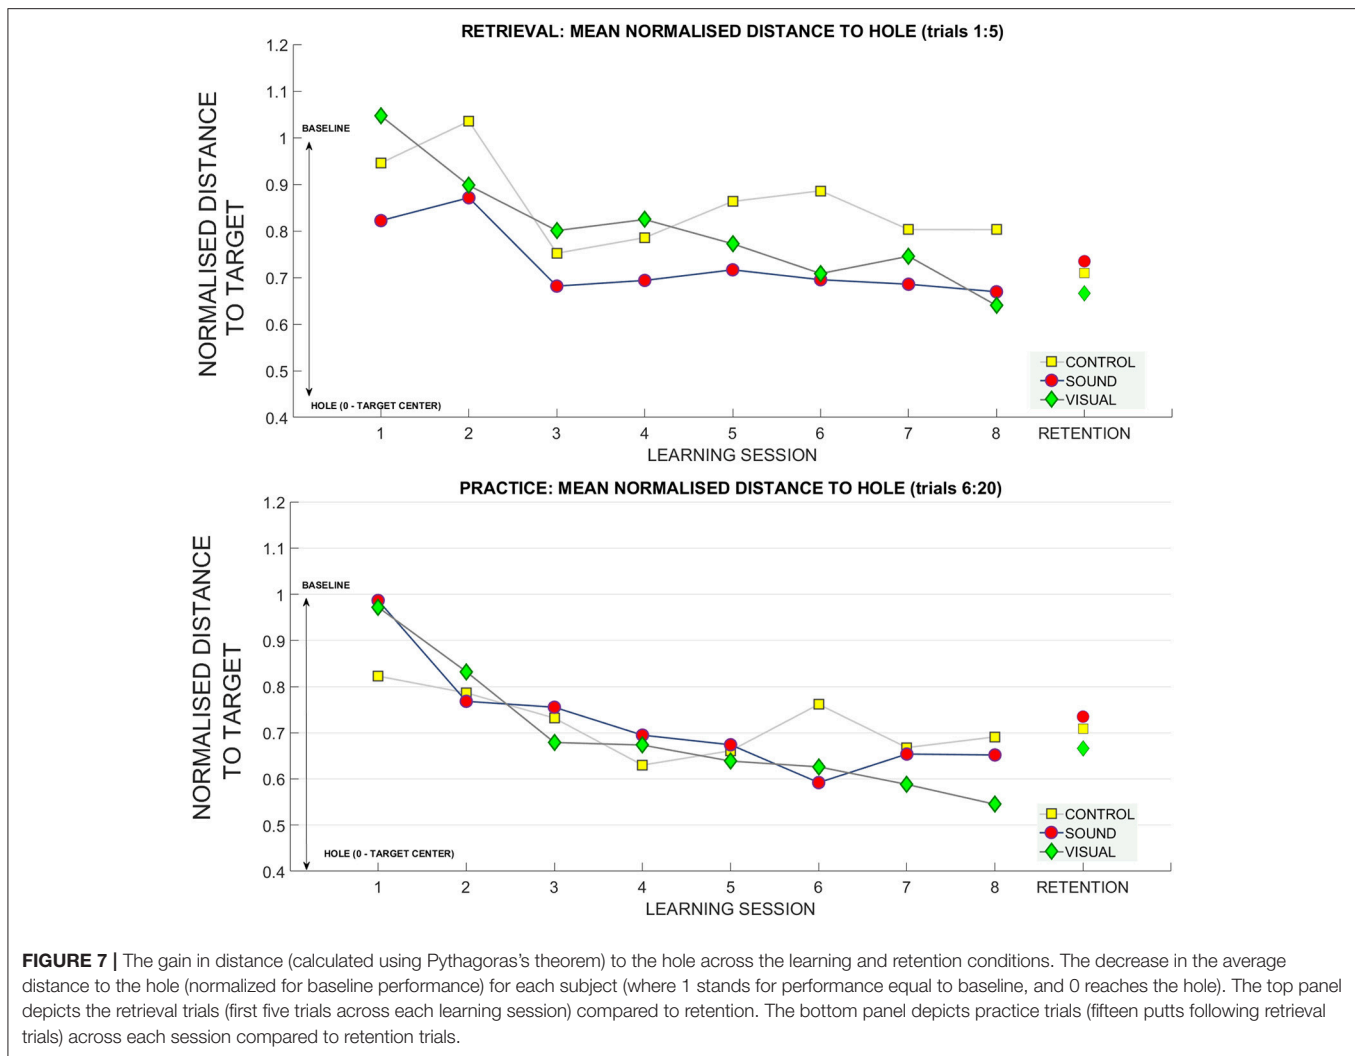 RETRIEVAL: MEAN NORMALISED DISTANCE TO HOLE (trials 1:5)
NORMALISED DISTANCE
TO TARGET
1.2
1.1
1
0.9
0.8
0.7
0.6
0.5
0.4
BASELINE
HOLE (0 - TARGET CENTER)
CONTROL
SOUND
VISUAL
1 2 3 4 5 6 7 8 RETENTION
LEARNING SESSION
PRACTICE: MEAN NORMALISED DISTANCE TO HOLE (trials 6:20)
NORMALISED DISTANCE
TO TARGET
1.2
1.1
1
0.9
0.8
0.7
0.6
0.5
0.4
BASELINE
HOLE (0 - TARGET CENTER)
CONTROL
SOUND
VISUAL
1 2 3 4 5 6 7 8 RETENTION
LEARNING SESSION
FIGURE 7 | The gain in distance (calculated using Pythagoras's theorem) to the hole across the learning and retention conditions. The decrease in the average
distance to the hole (normalized for baseline performance) for each subject (where 1 stands for performance equal to baseline, and 0 reaches the hole). The top panel
depicts the retrieval trials (first five trials across each learning session) compared to retention. The bottom panel depicts practice trials (fifteen putts following retrieval
trials) across each session compared to retention trials.